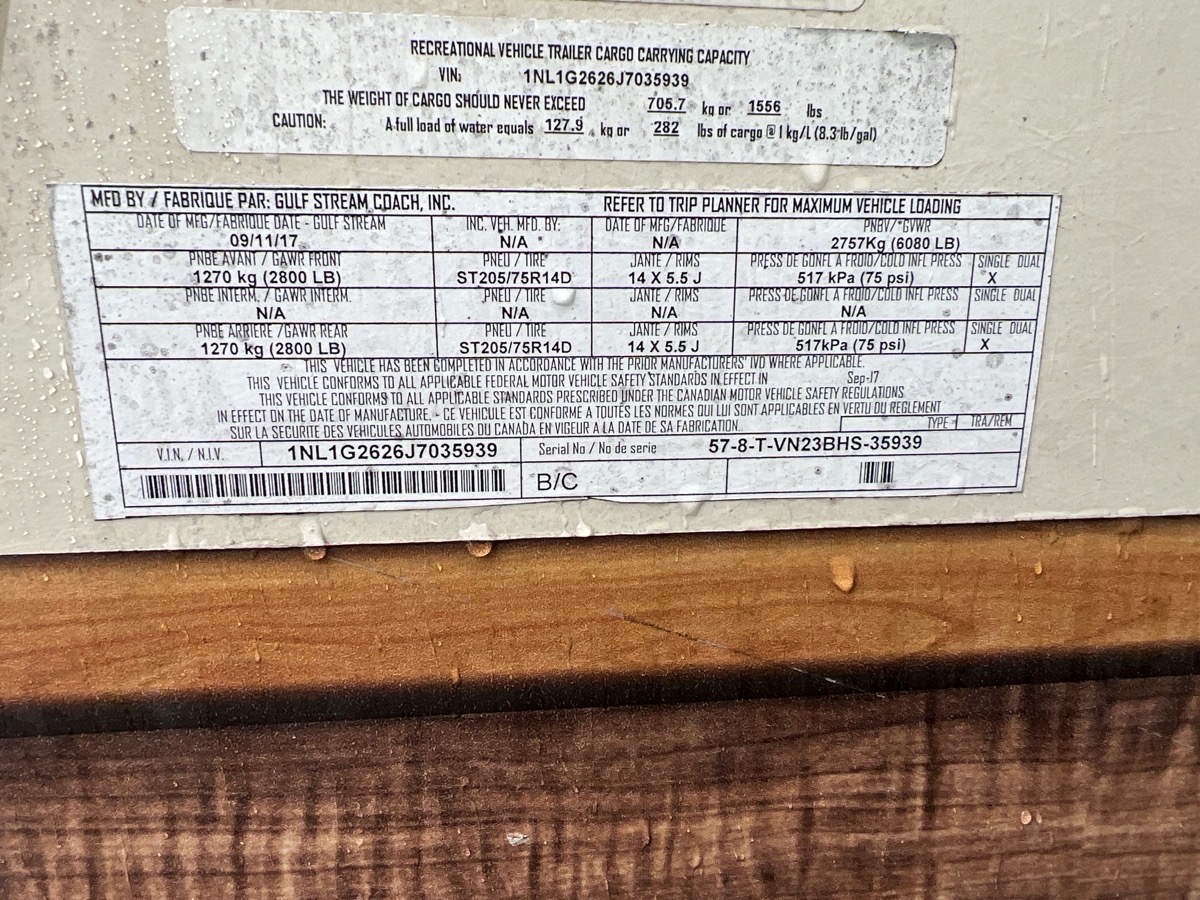 RECREATIONAL VEHICLE TRAILER CARGO CARRYING CAPACITY
VIN: 1NL1G2626J7035939
THE WEIGHT OF CARGO SHOULD NEVER EXCEED 705.7 kg or 1556 lbs
CAUTION: A full load of water equals 127.9 kg or 282 lbs of cargo @ 1 kg/L (8.3 lb/gal)
MFD BY / FABRIQUE PAR: GULF STREAM COACH, INC. REFER TO TRIP PLANNER FOR MAXIMUM VEHICLE LOADING
DATE OF MFG/FABRIQUE DATE - GULF STREAM INC. VEH. MFD. BY: DATE OF MFG/FABRIQUE PNBV/*GVWR
09/11/17 N/A N/A 2757Kg (6080 LB)
PNBE AVANT / GAWR FRONT PNEU / TIRE JANTE / RIMS PRESS DE GONFL A FROID/COLD INFL PRESS SINGLE DUAL
1270 kg (2800 LB) ST205/75R14D 14 X 5.5 J 517 kPa (75 psi) X
PNBE INTERM. / GAWR INTERM. PNEU / TIRE JANTE / RIMS PRESS DE GONFL A FROID/COLD INFL PRESS SINGLE DUAL
N/A N/A N/A N/A
PNBE ARRIERE / GAWR REAR PNEU / TIRE JANTE / RIMS PRESS DE GONFL A FROID/COLD INFL PRESS SINGLE DUAL
1270 kg (2800 LB) ST205/75R14D 14 X 5.5 J 517kPa (75 psi) X
THIS VEHICLE HAS BEEN COMPLETED IN ACCORDANCE WITH THE PRIOR MANUFACTURERS' IVD WHERE APPLICABLE.
THIS VEHICLE CONFORMS TO ALL APPLICABLE FEDERAL MOTOR VEHICLE SAFETY STANDARDS IN EFFECT IN Sep-17
THIS VEHICLE CONFORMS TO ALL APPLICABLE STANDARDS PRESCRIBED UNDER THE CANADIAN MOTOR VEHICLE SAFETY REGULATIONS
IN EFFECT ON THE DATE OF MANUFACTURE. - CE VEHICULE EST CONFORME A TOUTES LES NORMES QUI LUI SONT APPLICABLES EN VERTU DU REGLEMENT
SUR LA SECURITE DES VEHICULES AUTOMOBILES DU CANADA EN VIGEUR A LA DATE DE SA FABRICATION. TYPE TRA/REM
V.I.N. / N.I.V. 1NL1G2626J7035939 Serial No / No de serie 57-8-T-VN23BHS-35939
B/C